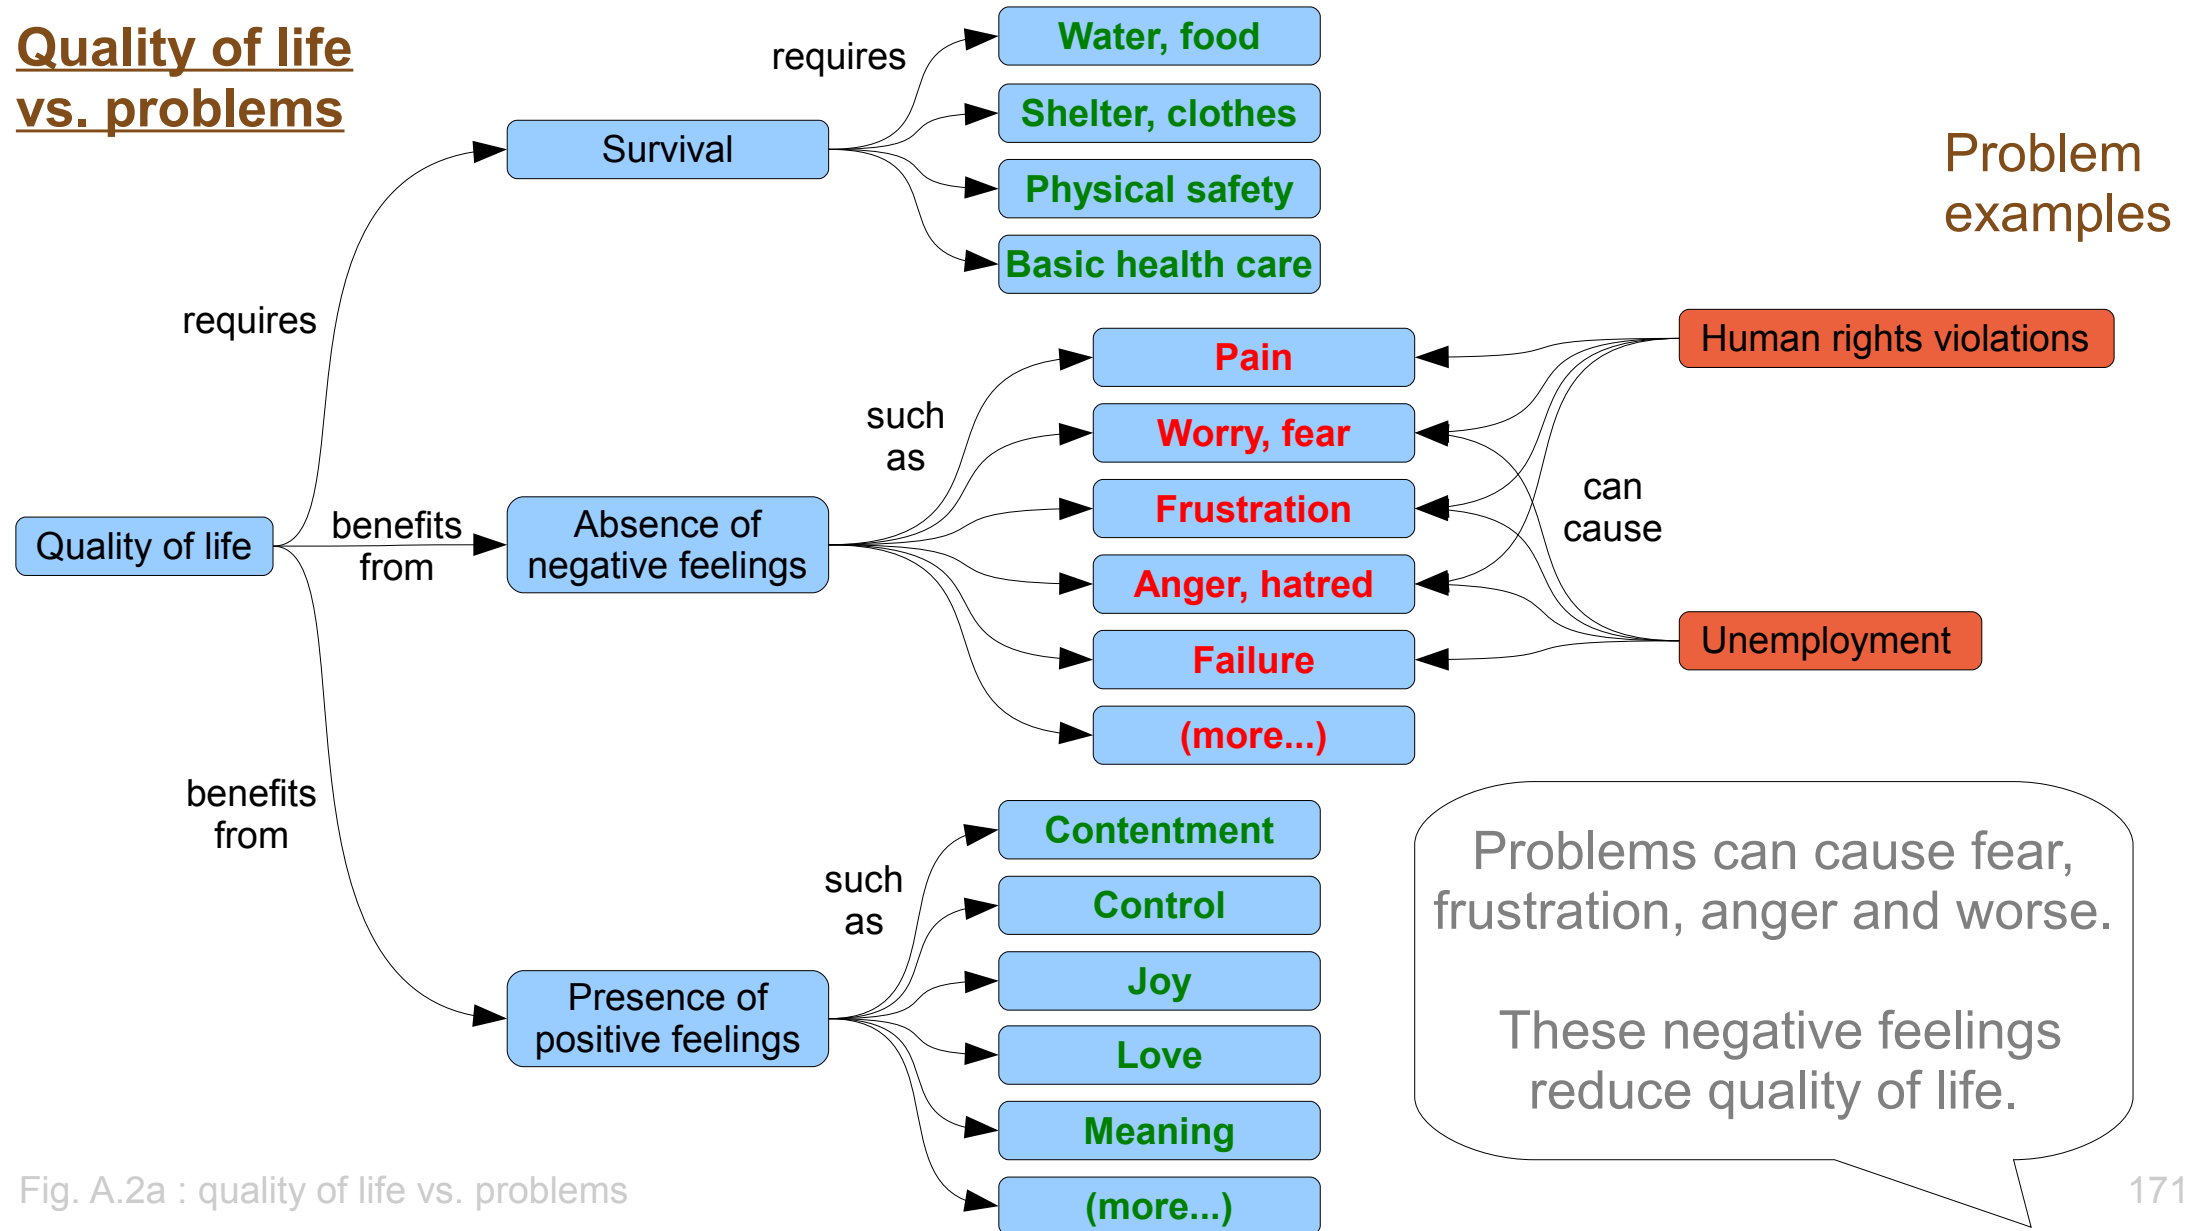 Quality of life
vs. problems
requires
Water, food
Shelter, clothes
Physical safety
Basic health care
Survival
Problem
examples
requires
Human rights violations
Pain
such
as
Worry, fear
Frustration
can
cause
Quality of life
benefits
from
Absence of
negative feelings
Anger, hatred
Failure
Unemployment
(more...)
benefits
from
Contentment
such
as
Control
Joy
Presence of
positive feelings
Love
Meaning
(more...)
Problems can cause fear,
frustration, anger and worse.
These negative feelings
reduce quality of life.
Fig. A.2a : quality of life vs. problems
171